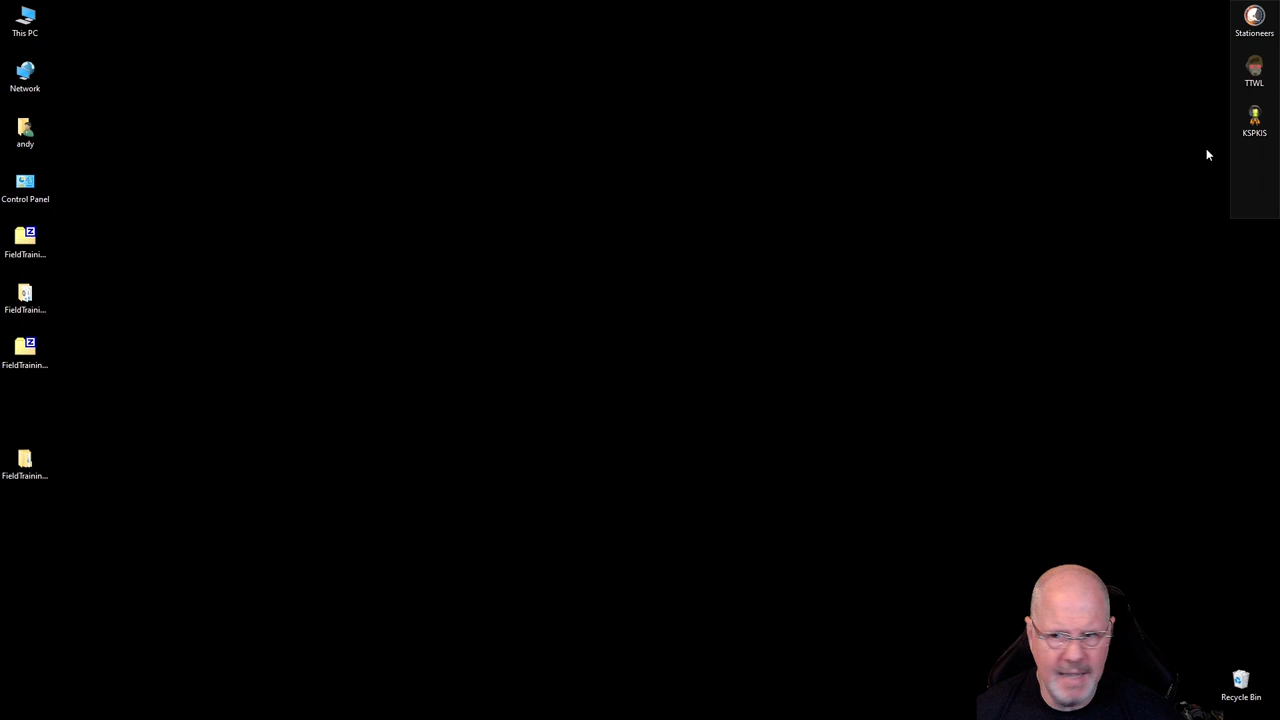 This PC
Network
andy
Control Panel
FieldTraini...
FieldTraini...
FieldTrainin...
FieldTrainin...
Stationeers
TTWL
KSPKIS
Recycle Bin